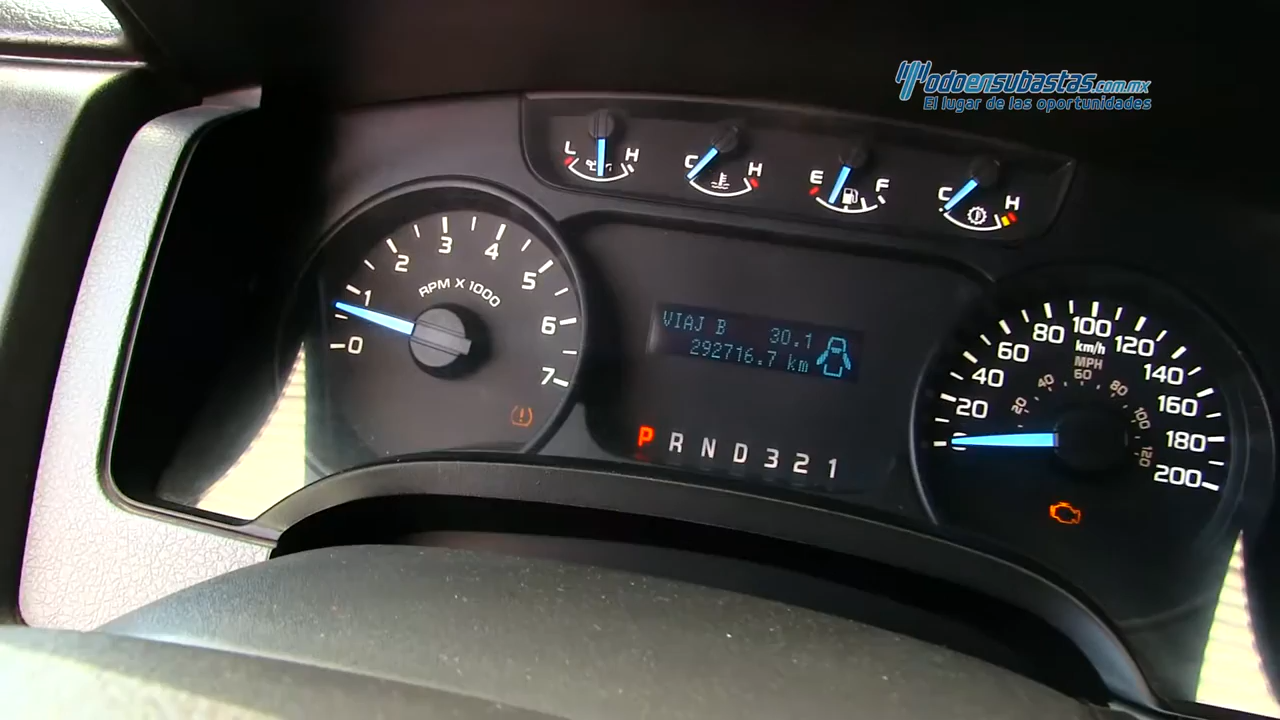 Todoensubastas.com.mx
El lugar de las oportunidades
L H
C H
E F
C H
0 1 2 3 4 5 6 7
RPM X 1000
VIAJ B 30.1
292716.7 km
P R N D 3 2 1
0 20 40 60 80 100 120 140 160 180 200
km/h
MPH
20 40 60 80 100 120